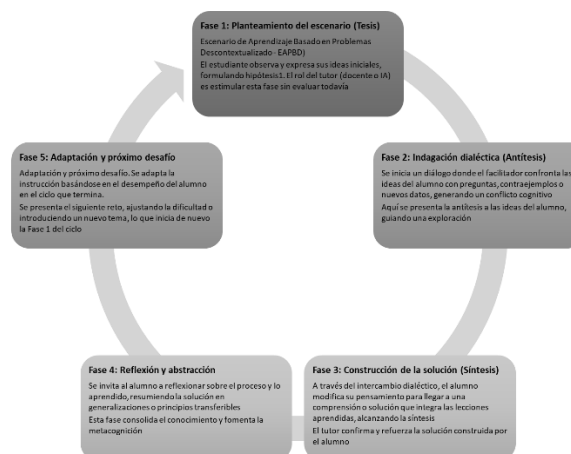 Fase 1: Planteamiento del escenario (Tesis)
Escenario de Aprendizaje Basado en Problemas
Descontextualizado - EAPBD)
El estudiante observa y expresa sus ideas iniciales,
formulando hipótesis1. El rol del tutor (docente o IA)
es estimular esta fase sin evaluar todavía
Fase 2: Indagación dialéctica (Antítesis)
Se inicia un diálogo donde el facilitador confronta las
ideas del alumno con preguntas, contraejemplos o
nuevos datos, generando un conflicto cognitivo
Aquí se presenta la antítesis a las ideas del alumno,
guiando una exploración
Fase 3: Construcción de la solución (Síntesis)
A través del intercambio dialéctico, el alumno
modifica su pensamiento para llegar a una
comprensión o solución que integra las lecciones
aprendidas, alcanzando la síntesis
El tutor confirma y refuerza la solución construida por
el alumno
Fase 4: Reflexión y abstracción
Se invita al alumno a reflexionar sobre el proceso y lo
aprendido, resumiendo la solución en
generalizaciones o principios transferibles
Esta fase consolida el conocimiento y fomenta la
metacognición
Fase 5: Adaptación y próximo desafío
Adaptación y próximo desafío. Se adapta la
instrucción basándose en el desempeño del alumno
en el ciclo que termina.
Se presenta el siguiente reto, ajustando la dificultad o
introduciendo un nuevo tema, lo que inicia de nuevo
la Fase 1 del ciclo